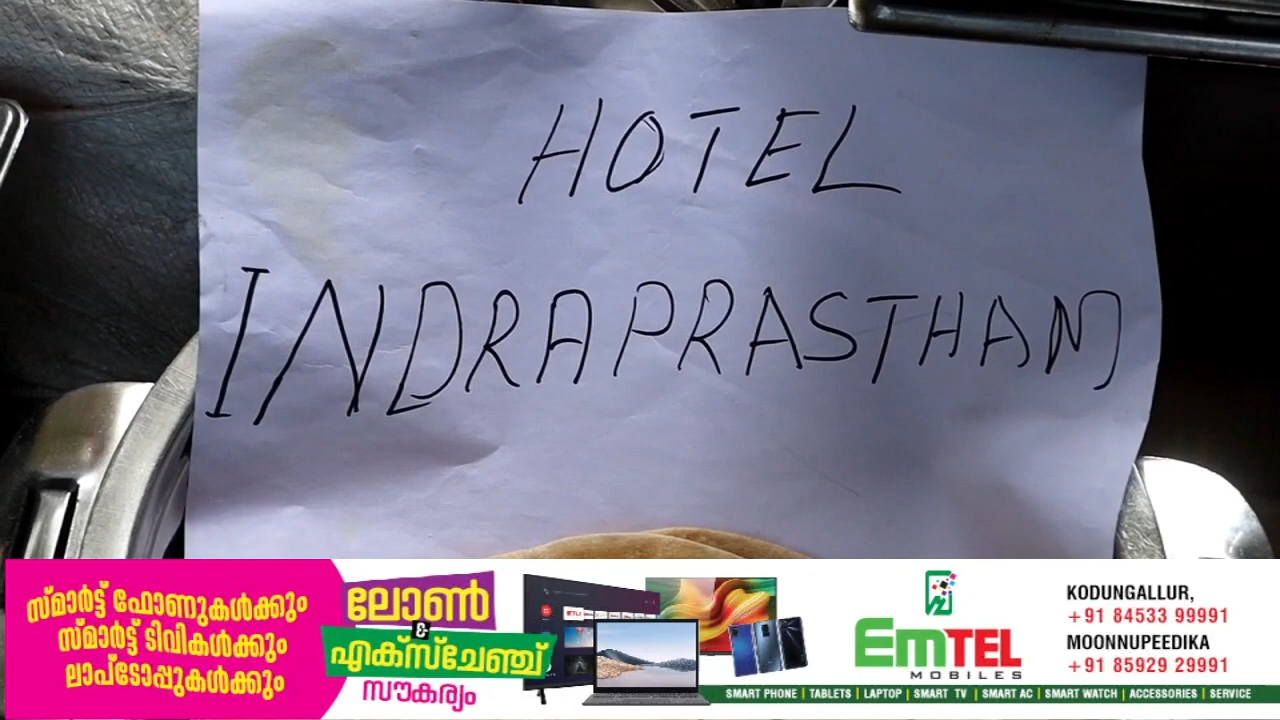 HOTEL
INDRAPRASTHAM
സ്മാർട്ട് ഫോണുകൾക്കും
സ്മാർട്ട് ടിവികൾക്കും
ലാപ്ടോപ്പുകൾക്കും
ലോൺ
&
എക്സ്ചേഞ്ച്
സൗകര്യം
EmTEL
MOBILES
KODUNGALLUR,
+91 84533 99991
MOONNUPEEDIKA
+91 85929 29991
SMART PHONE | TABLETS | LAPTOP | SMART TV | SMART AC | SMART WATCH | ACCESSORIES | SERVICE